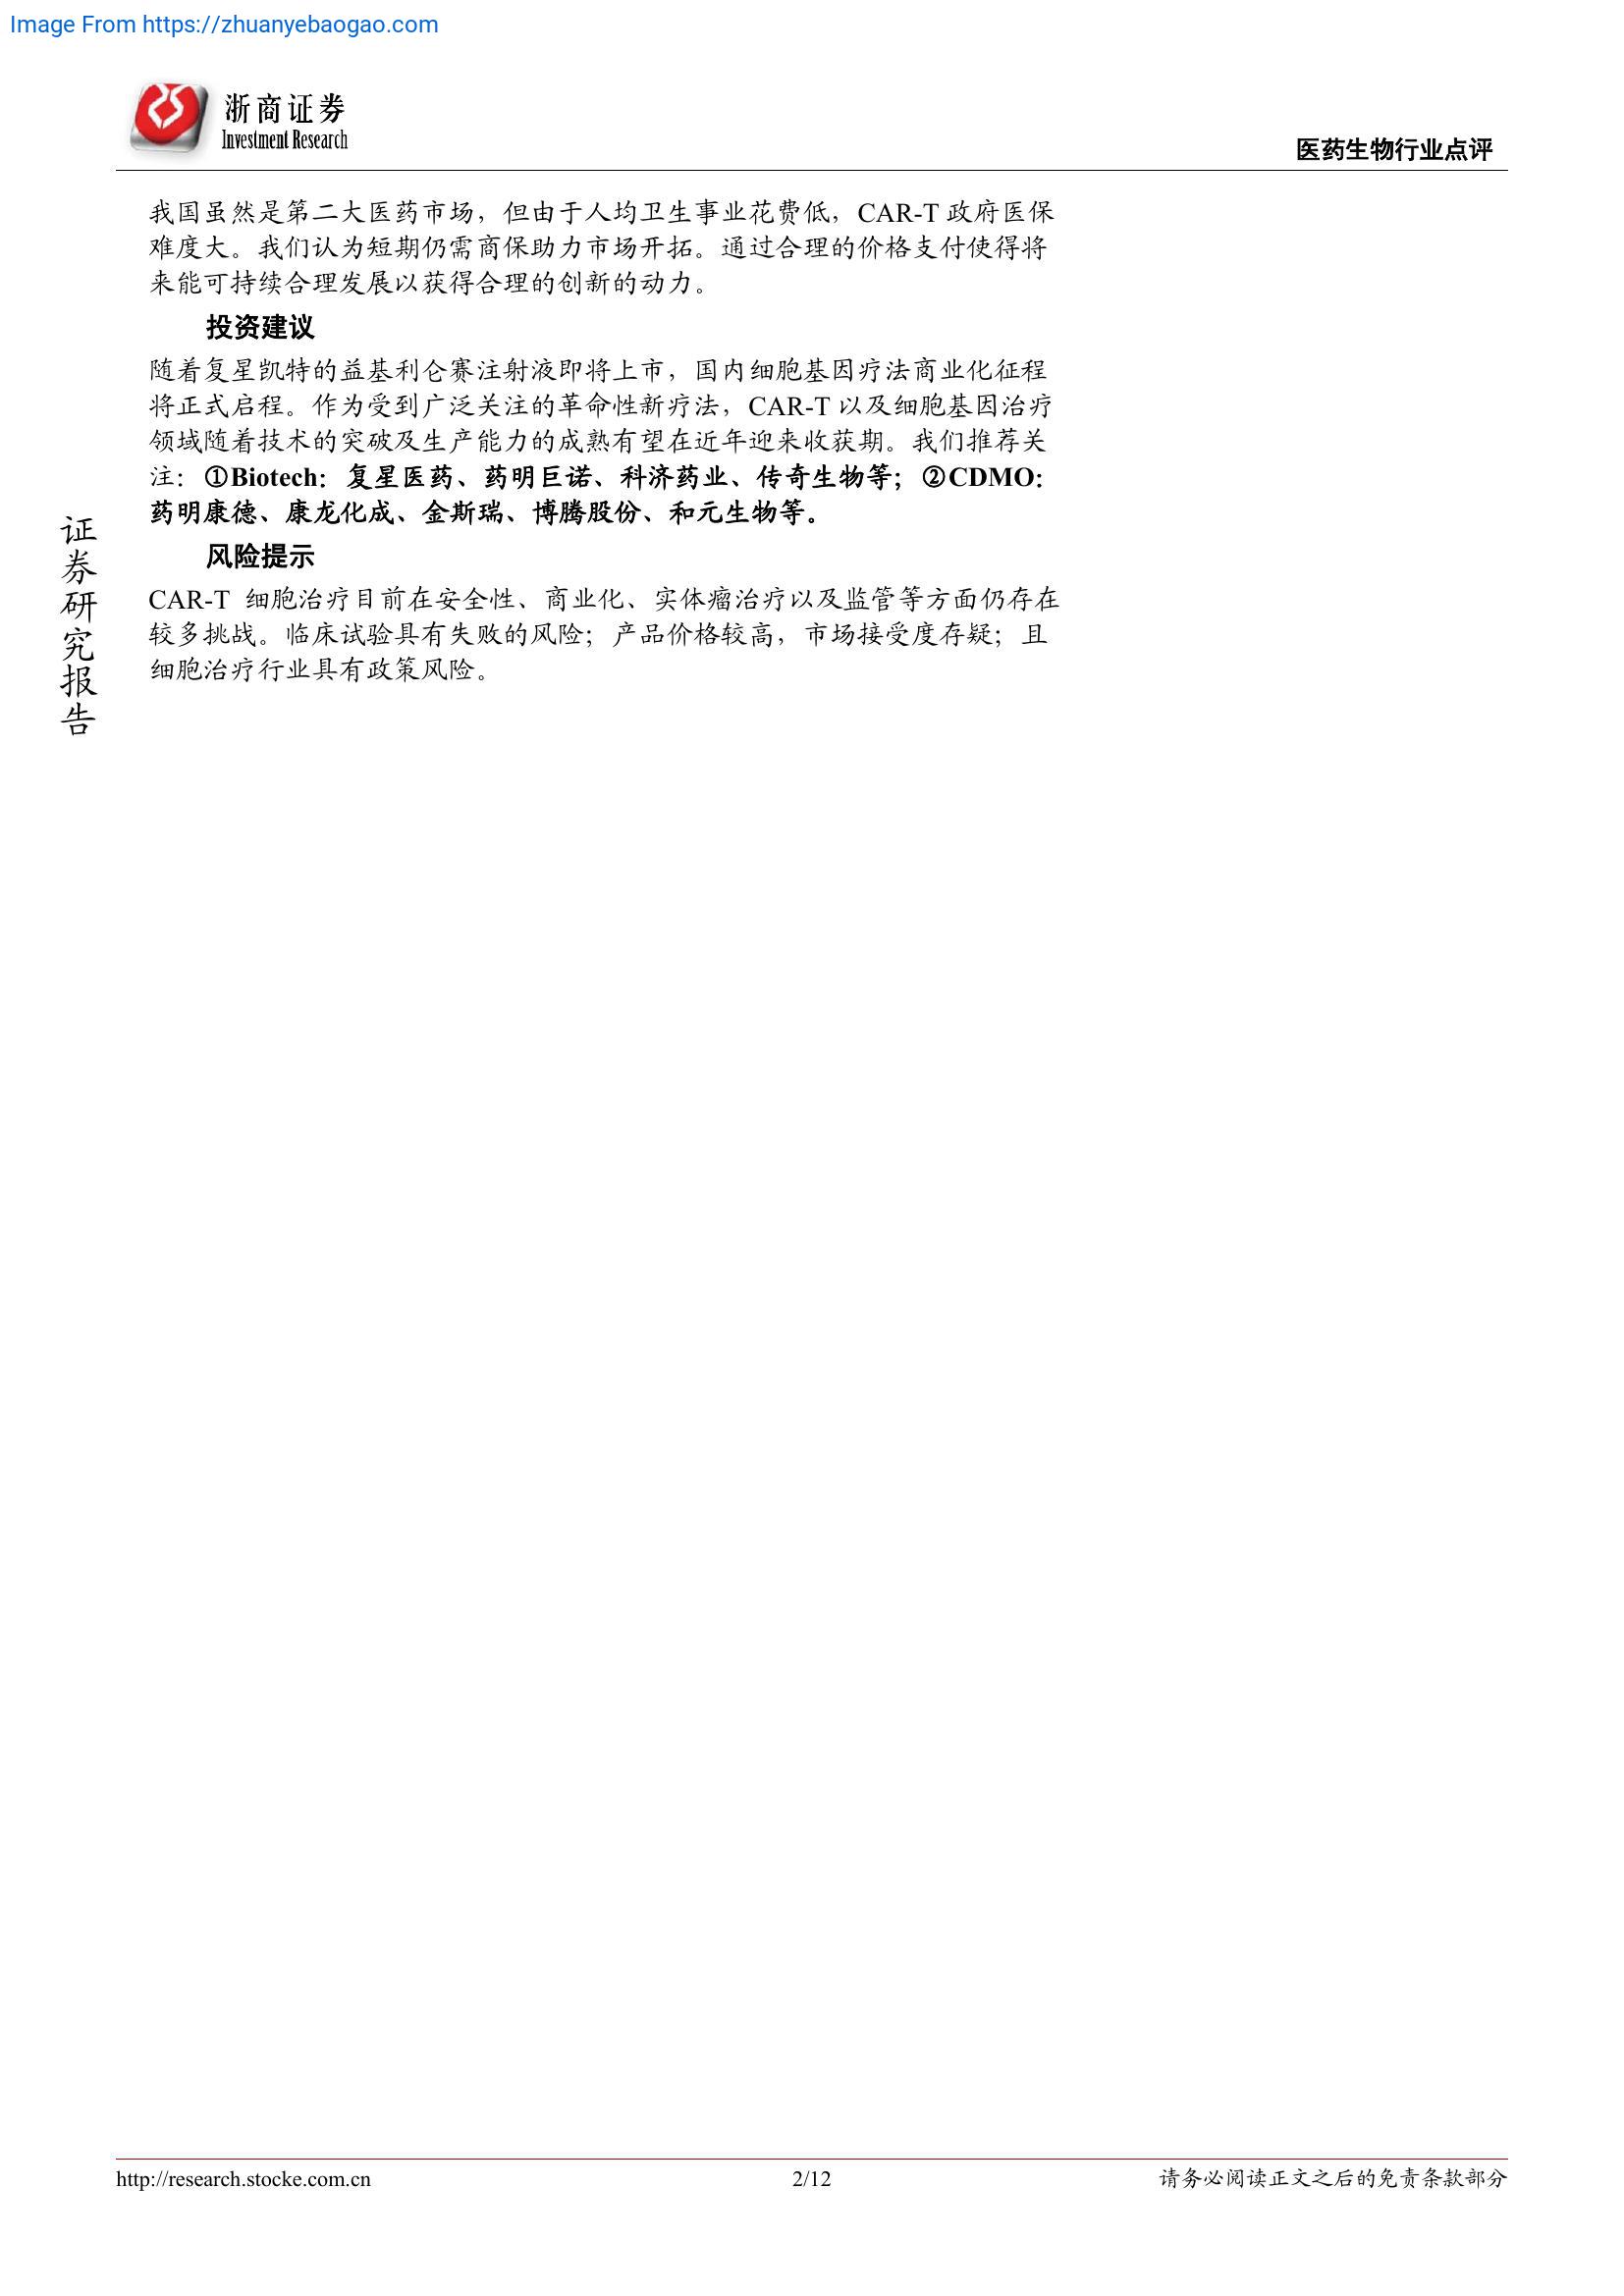 Image From https://zhuanyebaogao.com
浙商证券
Investment Research
医药生物行业点评
我国虽然是第二大医药市场，但由于人均卫生事业花费低，CAR-T 政府医保
难度大。我们认为短期仍需商保助力市场开拓。通过合理的价格支付使得将
来能可持续合理发展以获得合理的创新的动力。
投资建议
随着复星凯特的益基利仑赛注射液即将上市，国内细胞基因疗法商业化征程
将正式启程。作为受到广泛关注的革命性新疗法，CAR-T 以及细胞基因治疗
领域随着技术的突破及生产能力的成熟有望在近年迎来收获期。我们推荐关
注：①Biotech：复星医药、药明巨诺、科济药业、传奇生物等；②CDMO：
药明康德、康龙化成、金斯瑞、博腾股份、和元生物等。
风险提示
CAR-T 细胞治疗目前在安全性、商业化、实体瘤治疗以及监管等方面仍存在
较多挑战。临床试验具有失败的风险；产品价格较高，市场接受度存疑；且
细胞治疗行业具有政策风险。
证券研究报告
http://research.stocke.com.cn
2/12
请务必阅读正文之后的免责条款部分